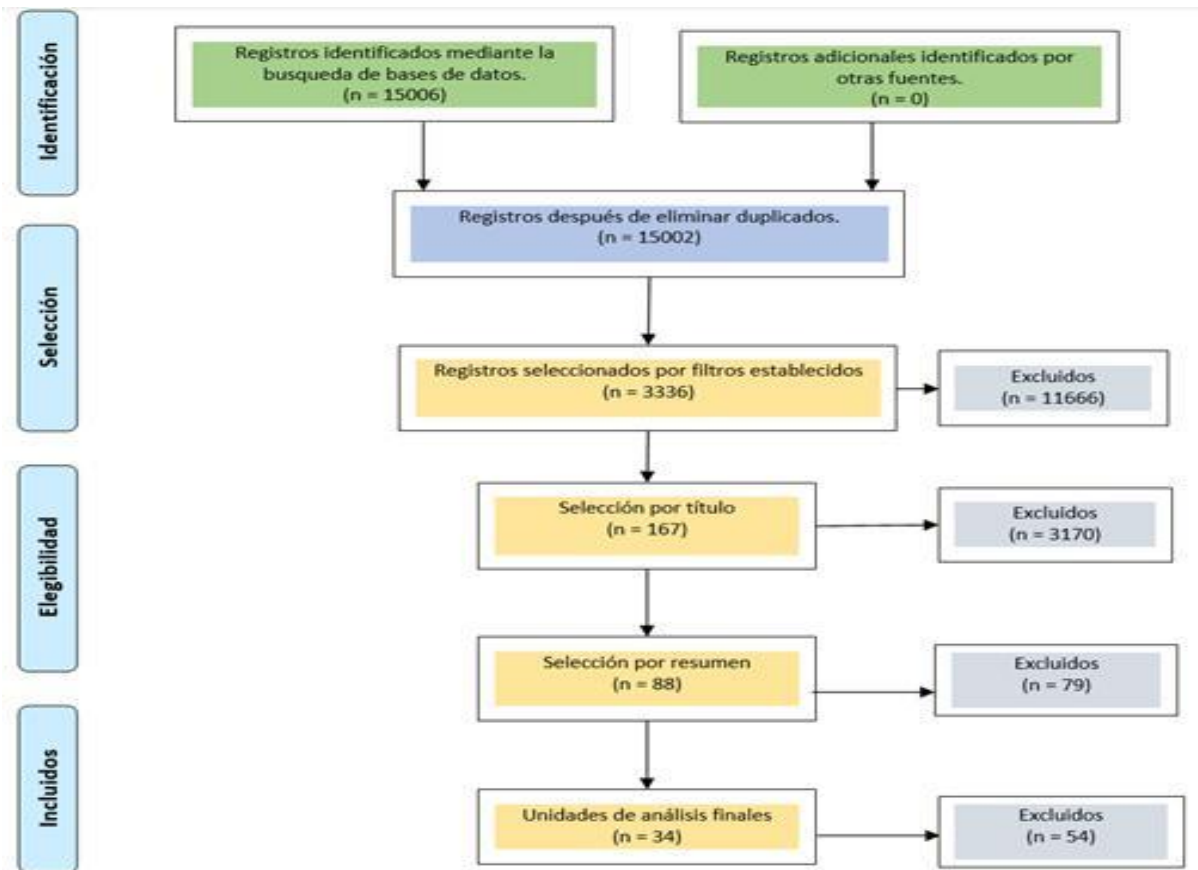 Identificación
Registros identificados mediante la
busqueda de bases de datos.
(n = 15006)
Registros adicionales identificados por
otras fuentes.
(n = 0)
Registros después de eliminar duplicados.
(n = 15002)
Selección
Registros seleccionados por filtros establecidos
(n = 3336)
Excluidos
(n = 11666)
Elegibilidad
Selección por título
(n = 167)
Excluidos
(n = 3170)
Selección por resumen
(n = 88)
Excluidos
(n = 79)
Incluidos
Unidades de análisis finales
(n = 34)
Excluidos
(n = 54)